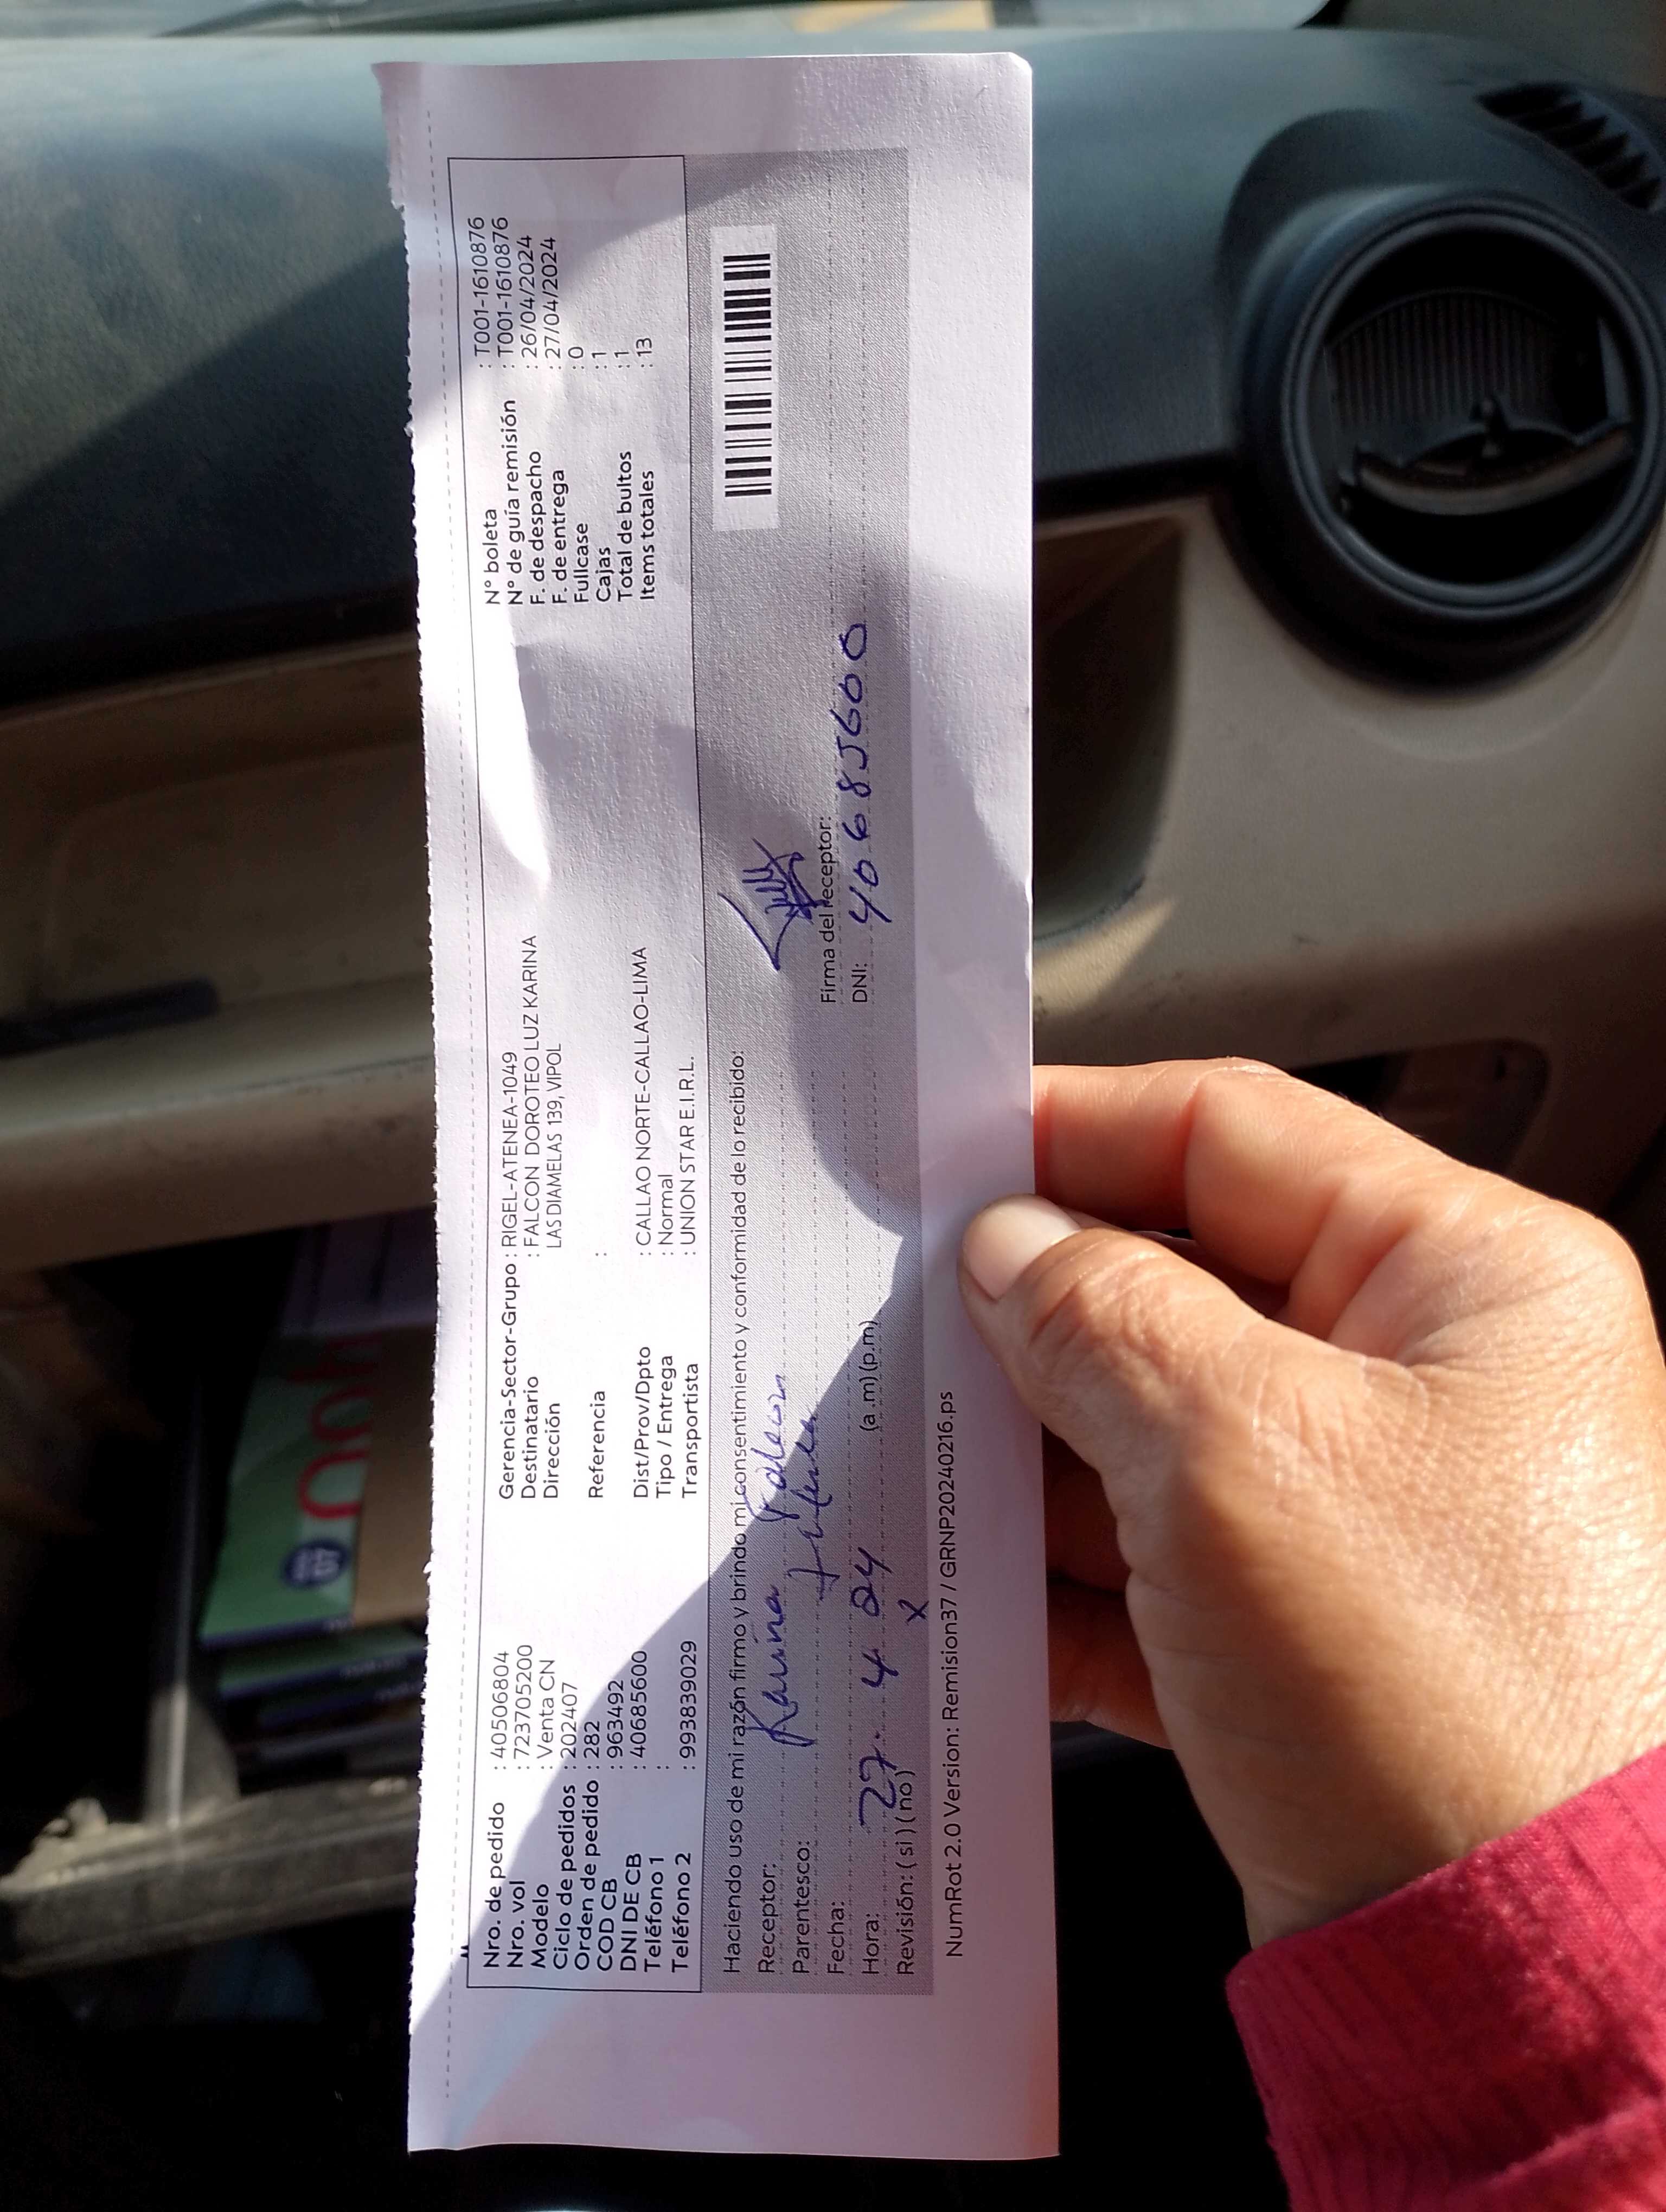 Nro. de pedido : 40506804
Nro. vol : 723705200
Modelo : Venta CN
Ciclo de pedidos : 202407
Orden de pedido : 282
COD CB : 963492
DNI DE CB : 40685600
Teléfono 1 :
Teléfono 2 : 993839029
Gerencia-Sector-Grupo : RIGEL-ATENEA-1049
Destinatario : FALCON DOROTEO LUZ KARINA
Dirección LAS DIAMELAS 139, VIPOL
Referencia :
Dist/Prov/Dpto : CALLAO NORTE-CALLAO-LIMA
Tipo / Entrega : Normal
Transportista : UNION STAR E.I.R.L.
N° boleta : T001-1610876
N° de guía remisión : T001-1610876
F. de despacho : 26/04/2024
F. de entrega : 27/04/2024
Fullcase : 0
Cajas : 1
Total de bultos : 1
Items totales : 13
Haciendo uso de mi razón firmo y brindo mi consentimiento y conformidad de lo recibido:
Receptor: Karina Falcon
Parentesco:
Fecha: 27. 4
Hora: (a.m)(p.m)
Revisión: (si)(no) x
Firma del receptor:
DNI: 40685600
NumRot 2.0 Version: Remision37 / GRNP20240216.ps